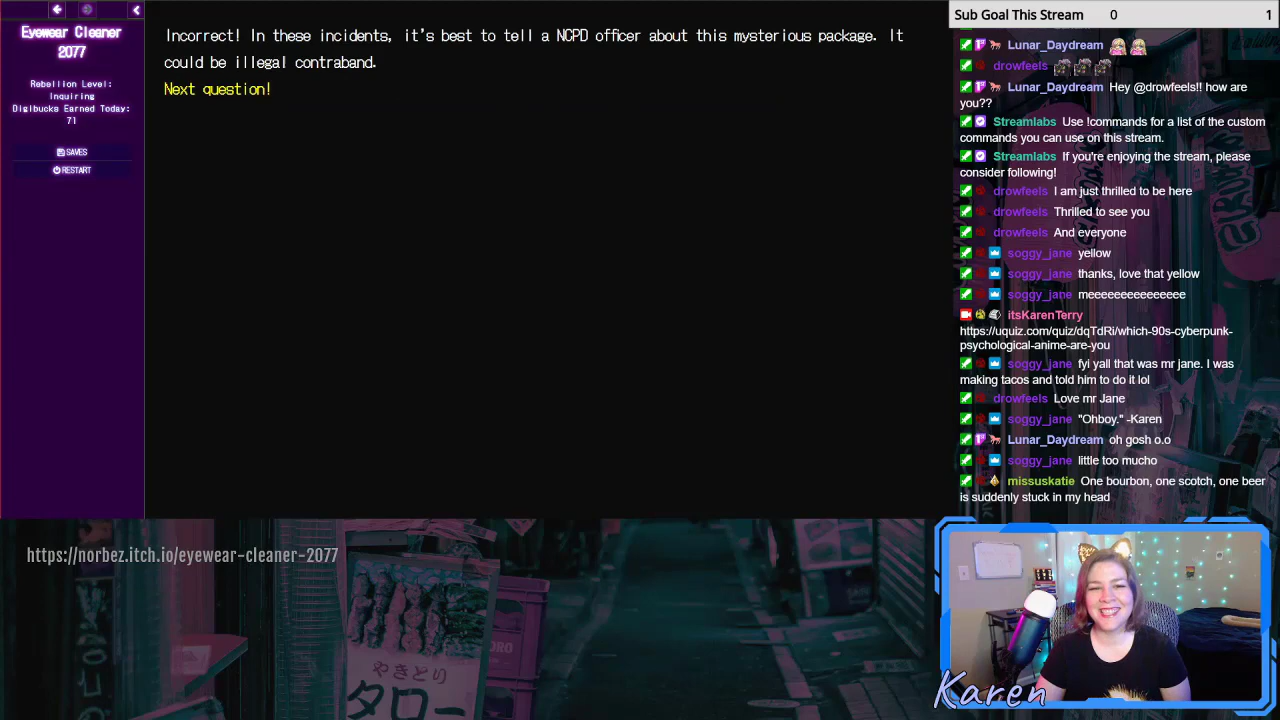 Eyewear Cleaner
2077
Rebellion Level:
Inquiring
Digibucks Earned Today:
71
SAVES
RESTART
Incorrect! In these incidents, it's best to tell a NCPD officer about this mysterious package. It
could be illegal contraband.
Next question!
Sub Goal This Stream 0 1
Lunar_Daydream
drowfeels
Lunar_Daydream Hey @drowfeels!! how are
you??
Streamlabs Use !commands for a list of the custom
commands you can use on this stream.
Streamlabs If you're enjoying the stream, please
consider following!
drowfeels I am just thrilled to be here
drowfeels Thrilled to see you
drowfeels And everyone
soggy_jane yellow
soggy_jane thanks, love that yellow
soggy_jane meeeeeeeeeeeeeee
itsKarenTerry
https://uquiz.com/quiz/dqTdRi/which-90s-cyberpunk-
psychological-anime-are-you
soggy_jane fyi yall that was mr jane. I was
making tacos and told him to do it lol
drowfeels Love mr Jane
soggy_jane "Ohboy." -Karen
Lunar_Daydream oh gosh o.o
soggy_jane little too mucho
missuskatie One bourbon, one scotch, one beer
is suddenly stuck in my head
https://norbez.itch.io/eyewear-cleaner-2077
やきとり
タロー
Karen